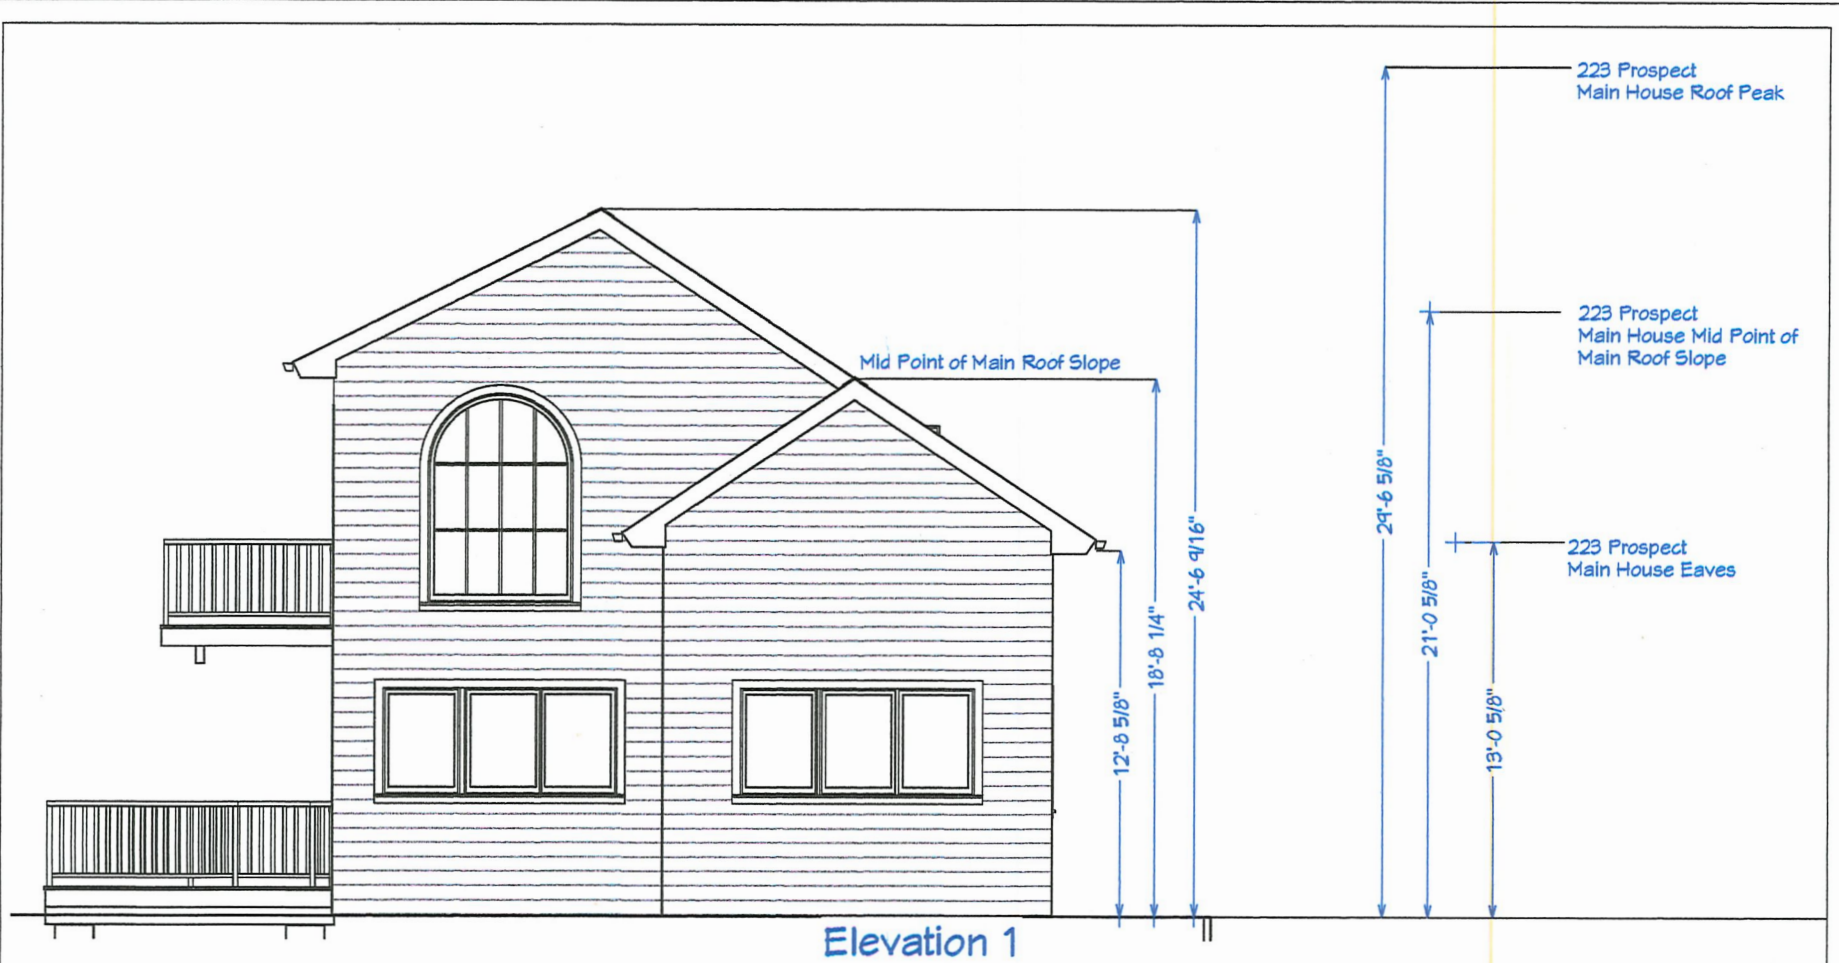 223 Prospect
Main House Roof Peak
223 Prospect
Main House Mid Point of
Main Roof Slope
Mid Point of Main Roof Slope
223 Prospect
Main House Eaves
12'-8 5/8"
18'-8 1/4"
24'-6 9/16"
29'-6 5/8"
21'-0 5/8"
13'-0 5/8"
Elevation 1